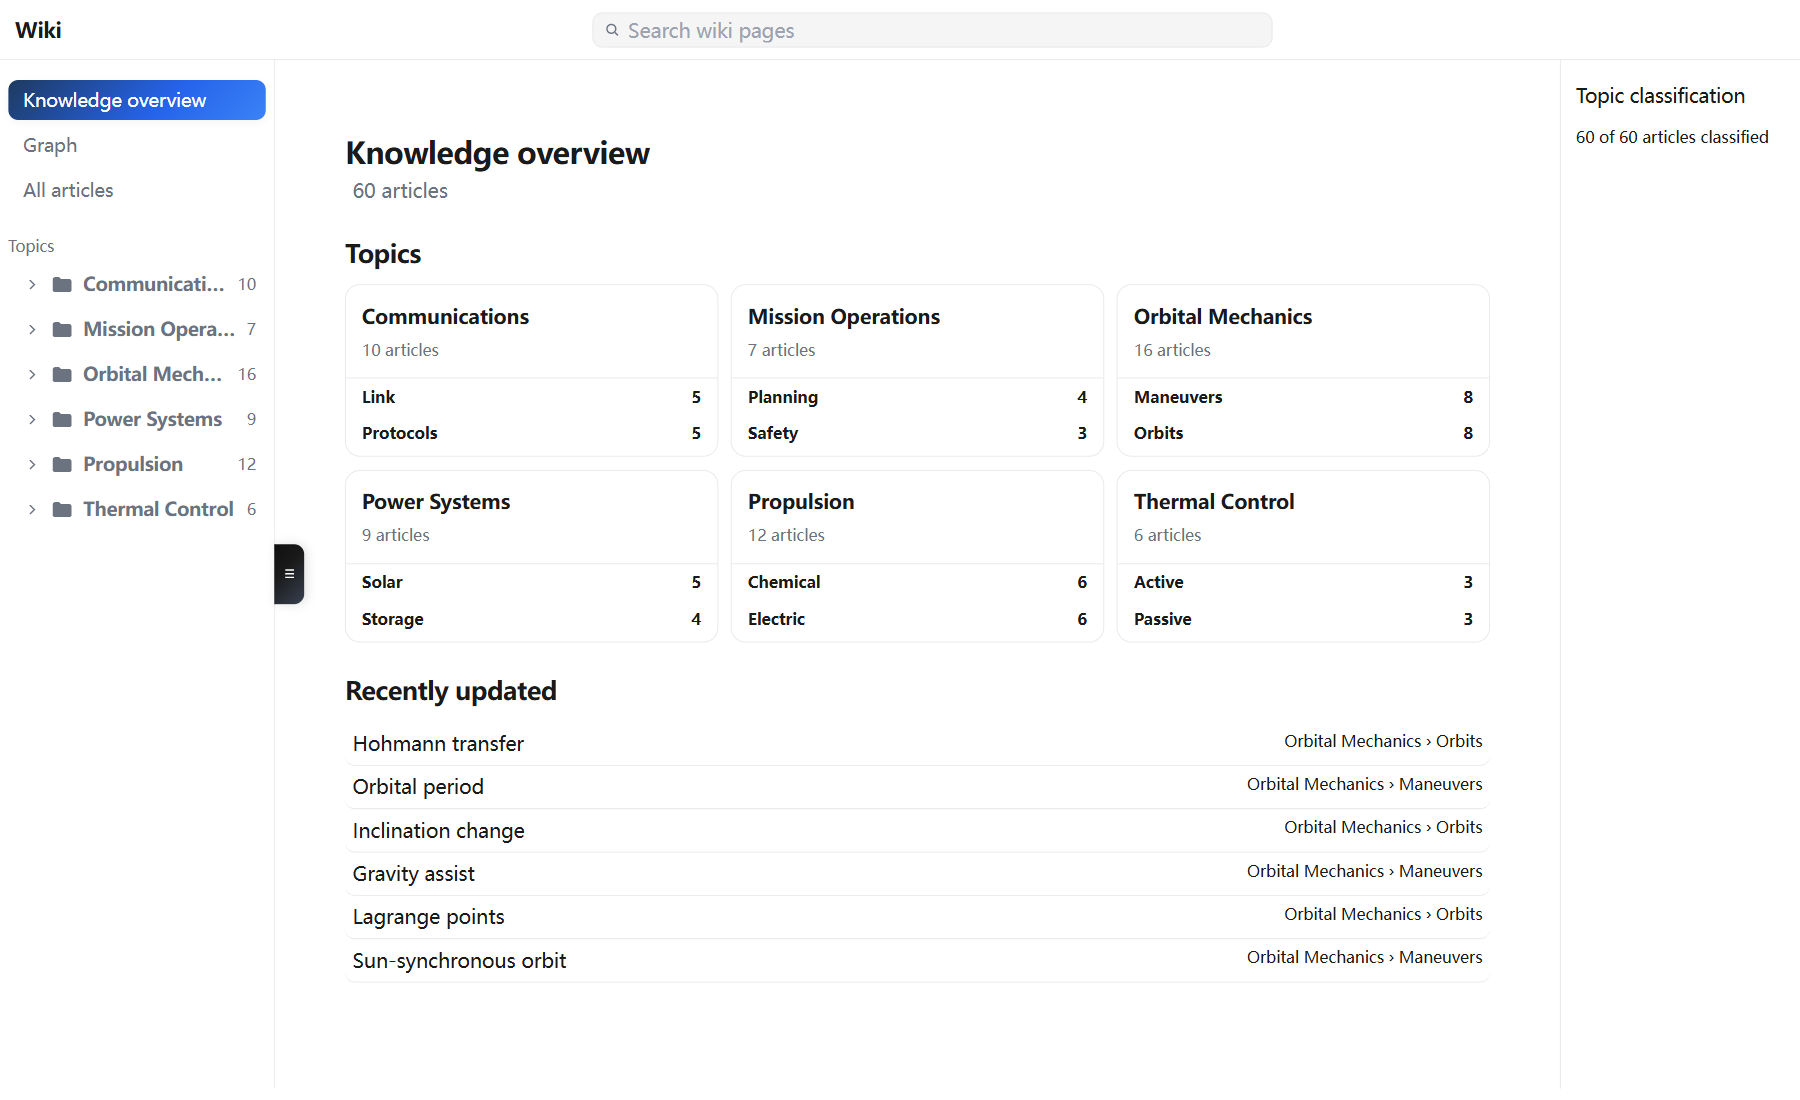 Wiki
Search wiki pages
Knowledge overview
Graph
All articles
Topics
Communicati... 10
Mission Opera... 7
Orbital Mech... 16
Power Systems 9
Propulsion 12
Thermal Control 6
Knowledge overview
60 articles
Topics
Communications
10 articles
Link 5
Protocols 5
Mission Operations
7 articles
Planning 4
Safety 3
Orbital Mechanics
16 articles
Maneuvers 8
Orbits 8
Power Systems
9 articles
Solar 5
Storage 4
Propulsion
12 articles
Chemical 6
Electric 6
Thermal Control
6 articles
Active 3
Passive 3
Recently updated
Hohmann transfer Orbital Mechanics › Orbits
Orbital period Orbital Mechanics › Maneuvers
Inclination change Orbital Mechanics › Orbits
Gravity assist Orbital Mechanics › Maneuvers
Lagrange points Orbital Mechanics › Orbits
Sun-synchronous orbit Orbital Mechanics › Maneuvers
Topic classification
60 of 60 articles classified